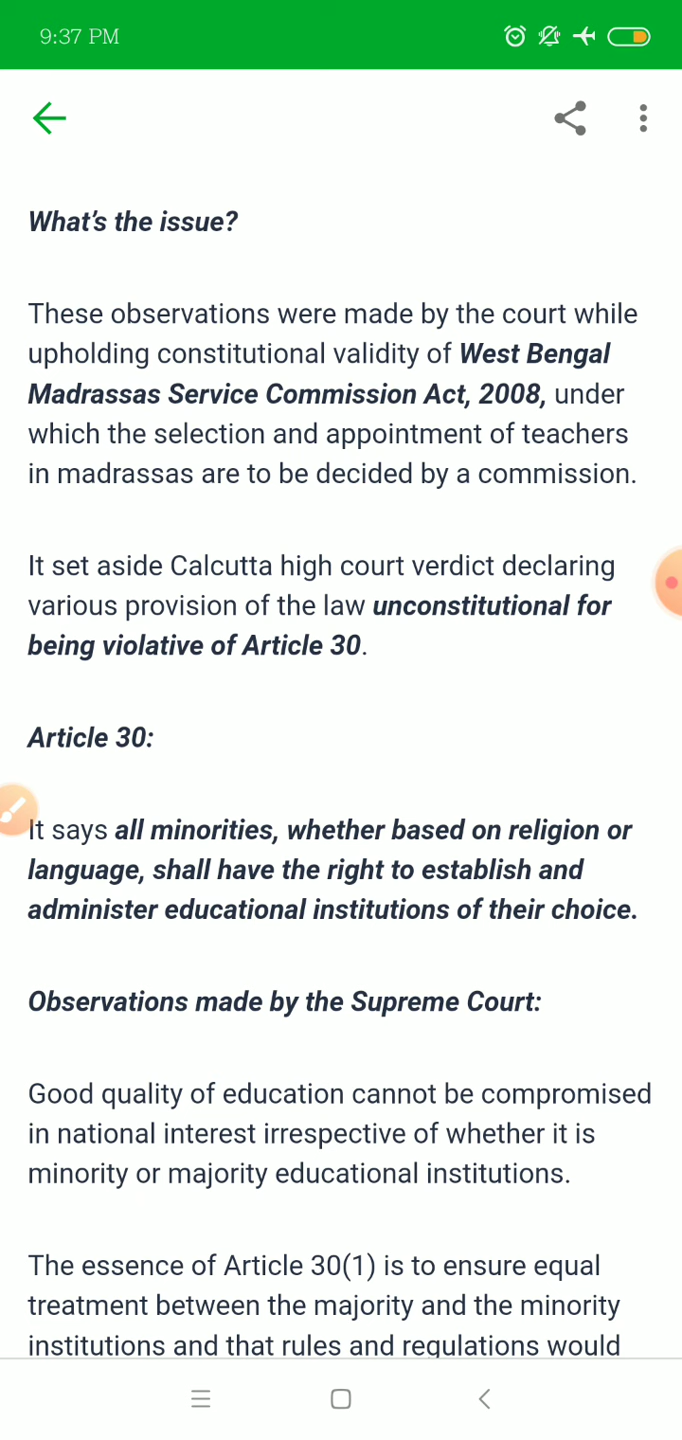 9:37 PM
What's the issue?
These observations were made by the court while
upholding constitutional validity of West Bengal
Madrassas Service Commission Act, 2008, under
which the selection and appointment of teachers
in madrassas are to be decided by a commission.
It set aside Calcutta high court verdict declaring
various provision of the law unconstitutional for
being violative of Article 30.
Article 30:
It says all minorities, whether based on religion or
language, shall have the right to establish and
administer educational institutions of their choice.
Observations made by the Supreme Court:
Good quality of education cannot be compromised
in national interest irrespective of whether it is
minority or majority educational institutions.
The essence of Article 30(1) is to ensure equal
treatment between the majority and the minority
institutions and that rules and regulations would